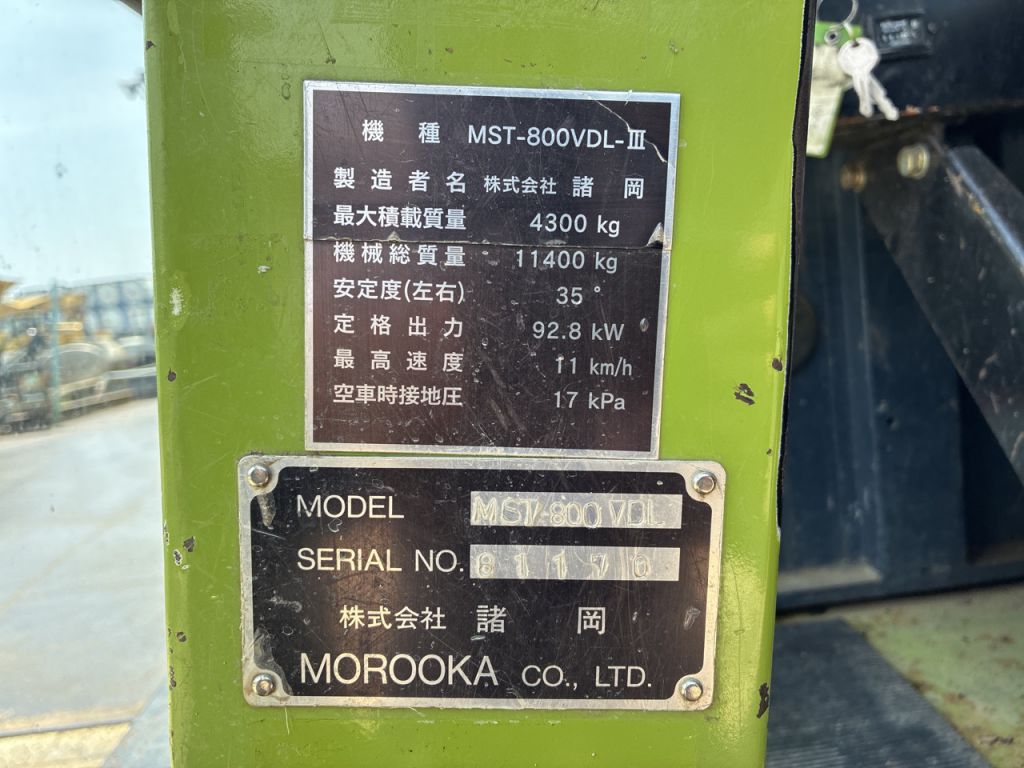 機種 MST-800VDL-III
製造者名 株式会社 諸岡
最大積載質量 4300 kg
機械総質量 11400 kg
安定度(左右) 35°
定格出力 92.8 kW
最高速度 11 km/h
空車時接地圧 17 kPa
MODEL MST-800 VDL
SERIAL NO. 81170
株式会社 諸岡
MOROOKA CO., LTD.